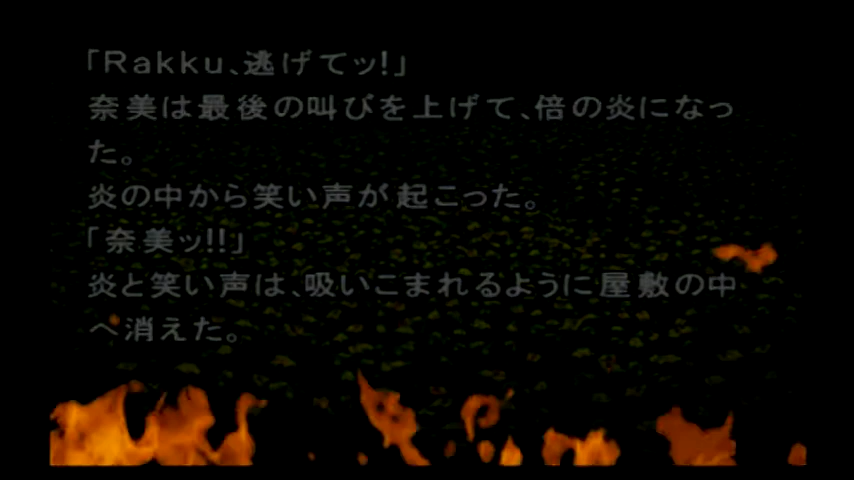 「Rakku、逃げてッ!」
奈美は最後の叫びを上げて、倍の炎になっ
た。
炎の中から笑い声が起こった。
「奈美ッ!!」
炎と笑い声は、吸いこまれるように屋敷の中
へ消えた。